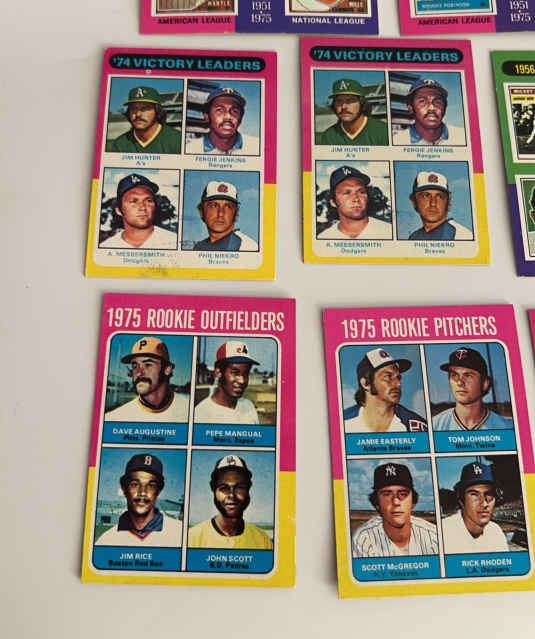 MANTLE
AMERICAN LEAGUE
1951
1975
MAYS
NATIONAL LEAGUE
AMERICAN LEAGUE
1951
1975
'74 VICTORY LEADERS
JIM HUNTER
A's
FERGIE JENKINS
Rangers
A. MESSERSMITH
Dodgers
PHIL NIEKRO
Braves
'74 VICTORY LEADERS
JIM HUNTER
A's
FERGIE JENKINS
Rangers
A. MESSERSMITH
Dodgers
PHIL NIEKRO
Braves
1956
MICKEY
1975 ROOKIE OUTFIELDERS
DAVE AUGUSTINE
Pitts. Pirates
PEPE MANGUAL
Mont. Expos
JIM RICE
Boston Red Sox
JOHN SCOTT
S.D. Padres
1975 ROOKIE PITCHERS
JAMIE EASTERLY
Atlanta Braves
TOM JOHNSON
Minn. Twins
SCOTT McGREGOR
N.Y. Yankees
RICK RHODEN
L.A. Dodgers